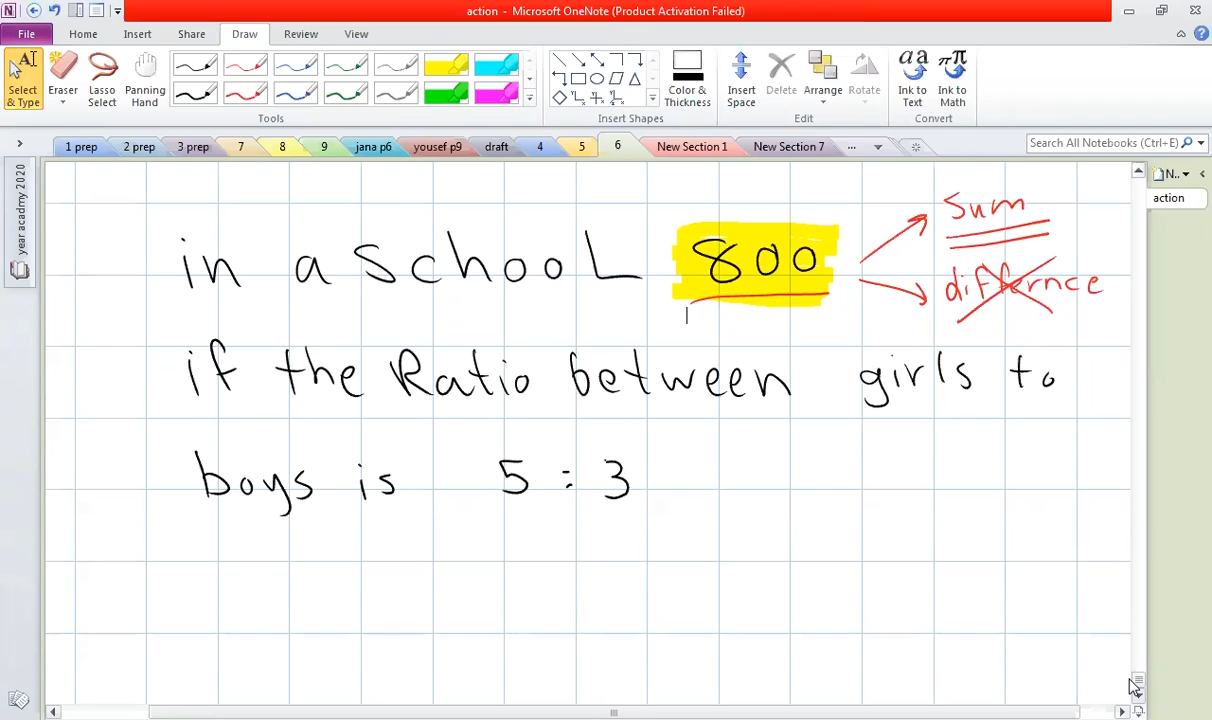 action - Microsoft OneNote (Product Activation Failed)
File Home Insert Share Draw Review View
Select & Type
Eraser
Lasso Select
Panning Hand
Color & Thickness
Insert Space
Delete
Arrange
Rotate
Ink to Text
Ink to Math
Tools
Insert Shapes
Edit
Convert
1 prep 2 prep 3 prep 7 8 9 jana p6 yousef p9 draft 4 5 6 New Section 1 New Section 7 ...
Search All Notebooks (Ctrl+E)
year acadmy 2020
N..
action
in a School 800
sum
differnce
if the Ratio between girls to
boys is 5 : 3